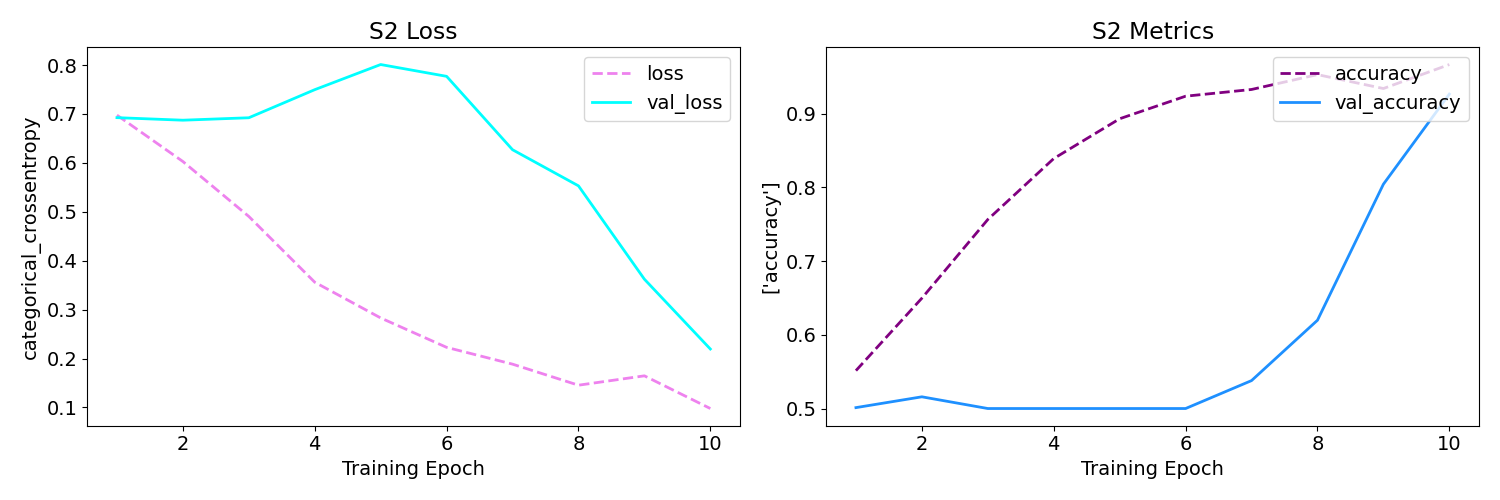 S2 Loss
0.8
0.7
0.6
0.5
0.4
0.3
0.2
0.1
categorical_crossentropy
loss
val_loss
2
4
6
8
10
Training Epoch
S2 Metrics
0.9
0.8
0.7
0.6
0.5
['accuracy']
accuracy
val_accuracy
2
4
6
8
10
Training Epoch